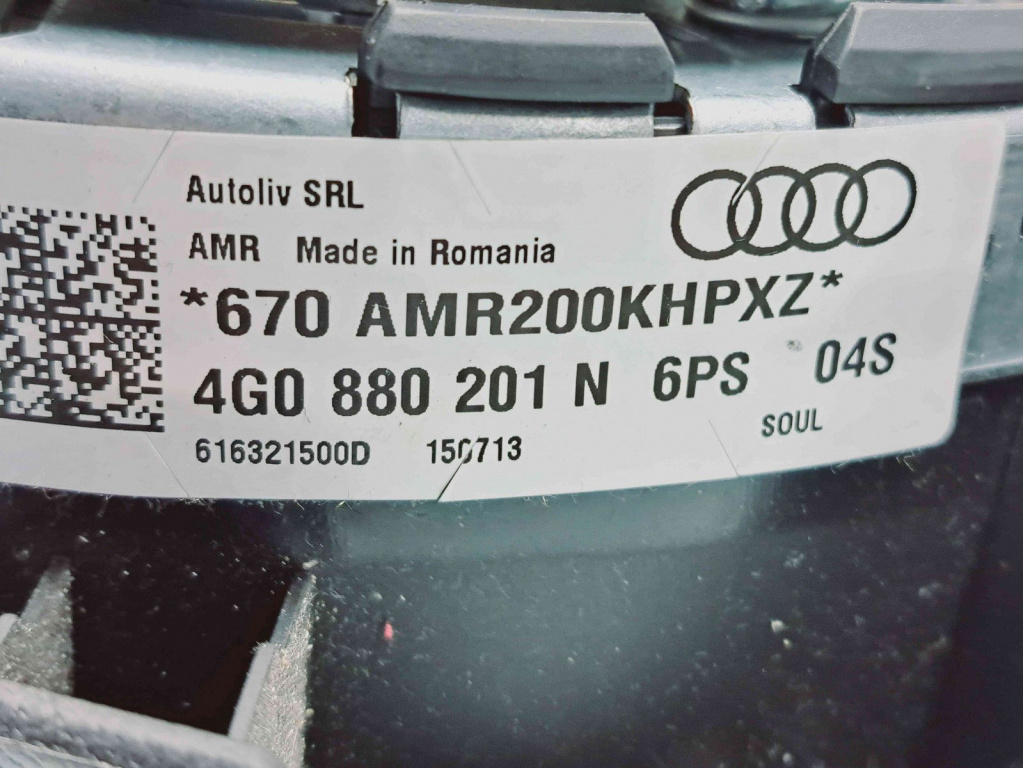 Autoliv SRL
AMR Made in Romania
*670 AMR200KHPXZ*
4G0 880 201 N 6PS 04S
616321500D 150713
SOUL